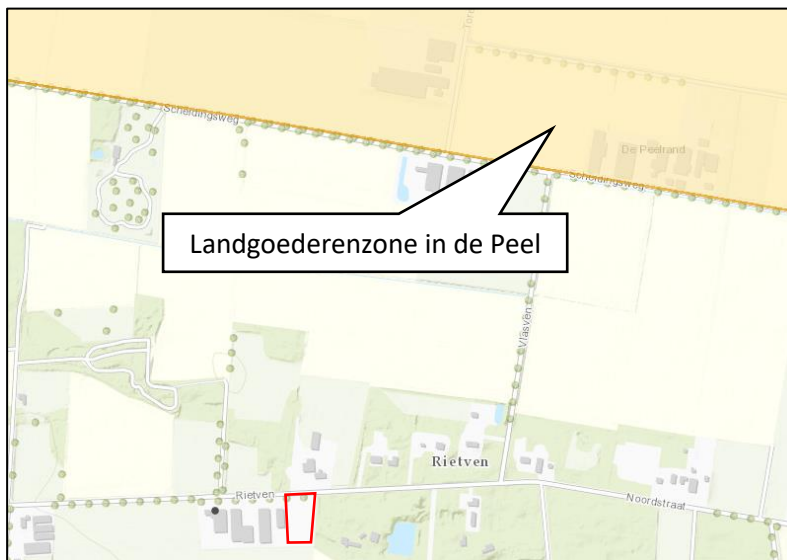 Scheidingsweg
De Peelrand
Scheidingsweg
Landgoederenzone in de Peel
Vlasven
Rietven
Rietven
Noordstraat